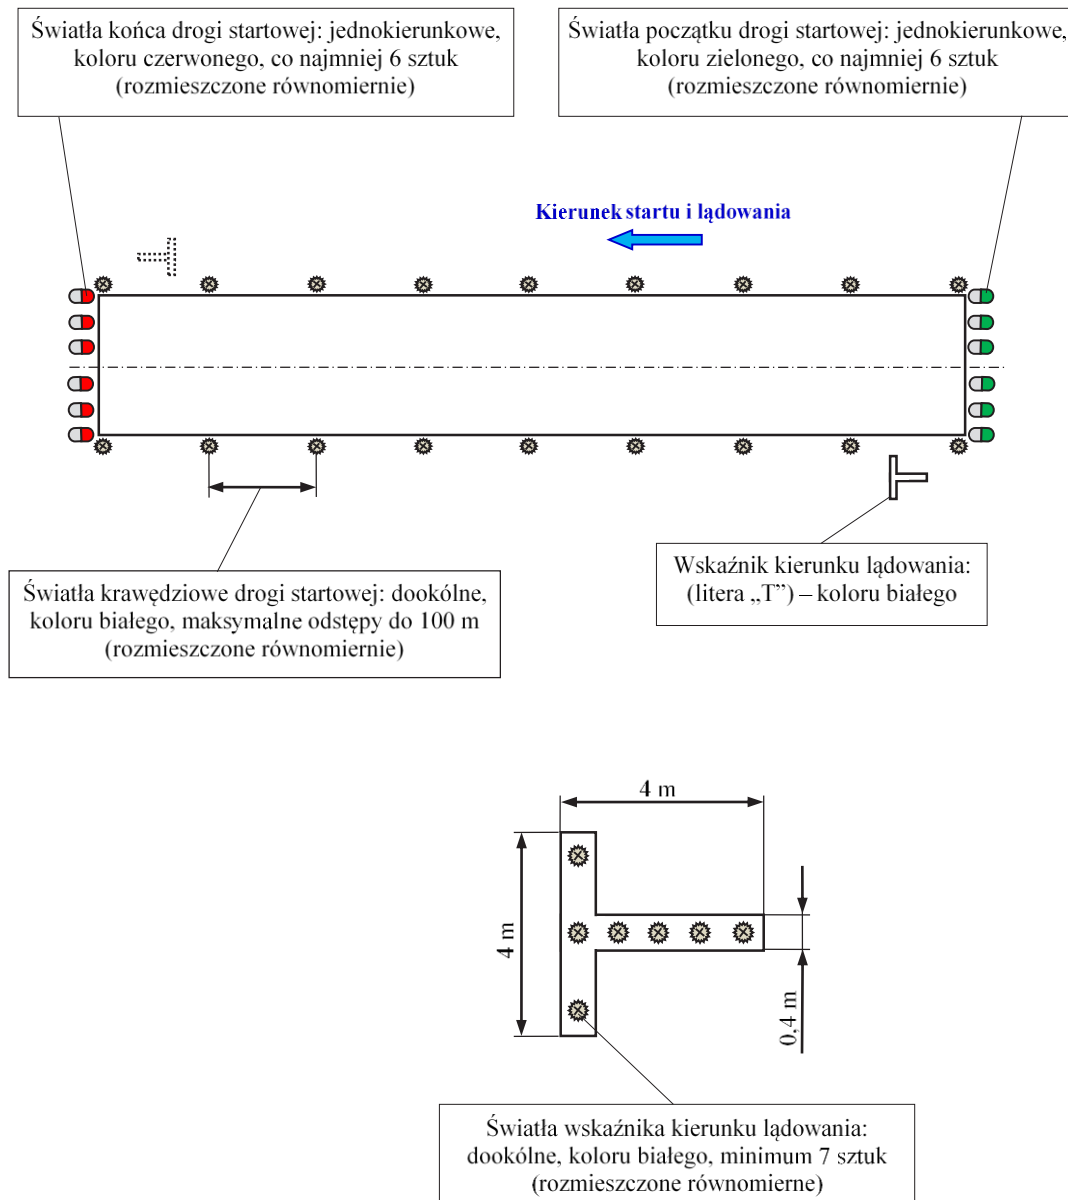 Światła końca drogi startowej: jednokierunkowe,
koloru czerwonego, co najmniej 6 sztuk
(rozmieszczone równomiernie)
Światła początku drogi startowej: jednokierunkowe,
koloru zielonego, co najmniej 6 sztuk
(rozmieszczone równomiernie)
Kierunek startu i lądowania
Światła krawędziowe drogi startowej: dookólne,
koloru białego, maksymalne odstępy do 100 m
(rozmieszczone równomiernie)
Wskaźnik kierunku lądowania:
(litera „T”) – koloru białego
4 m
4 m
0,4 m
Światła wskaźnika kierunku lądowania:
dookólne, koloru białego, minimum 7 sztuk
(rozmieszczone równomierne)